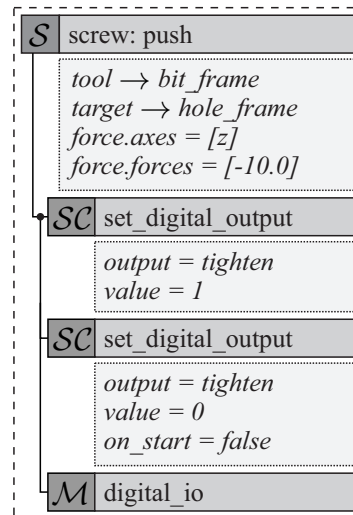 S screw: push
tool → bit_frame
target → hole_frame
force.axes = [z]
force.forces = [-10.0]
SC set_digital_output
output = tighten
value = 1
SC set_digital_output
output = tighten
value = 0
on_start = false
M digital_io